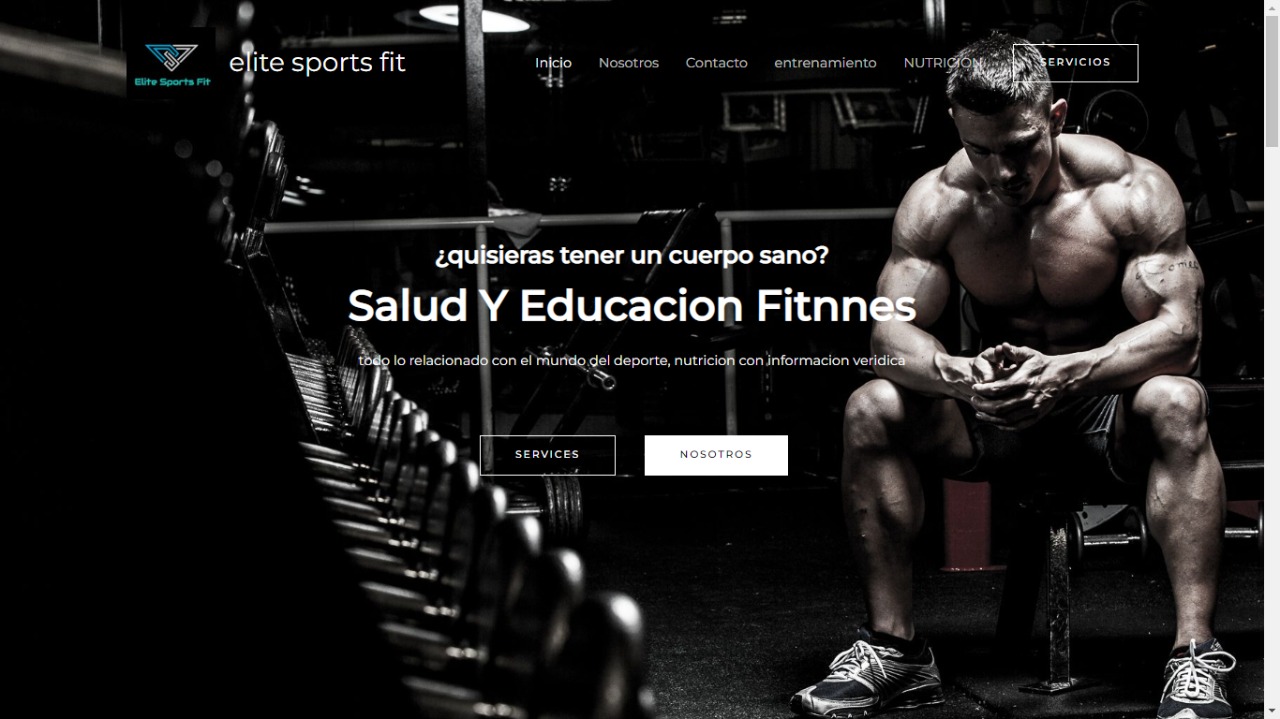 Elite Sports Fit
elite sports fit
Inicio Nosotros Contacto entrenamiento NUTRICIÓN SERVICIOS
¿quisieras tener un cuerpo sano?
Salud Y Educacion Fitnnes
todo lo relacionado con el mundo del deporte, nutricion con informacion veridica
SERVICES NOSOTROS